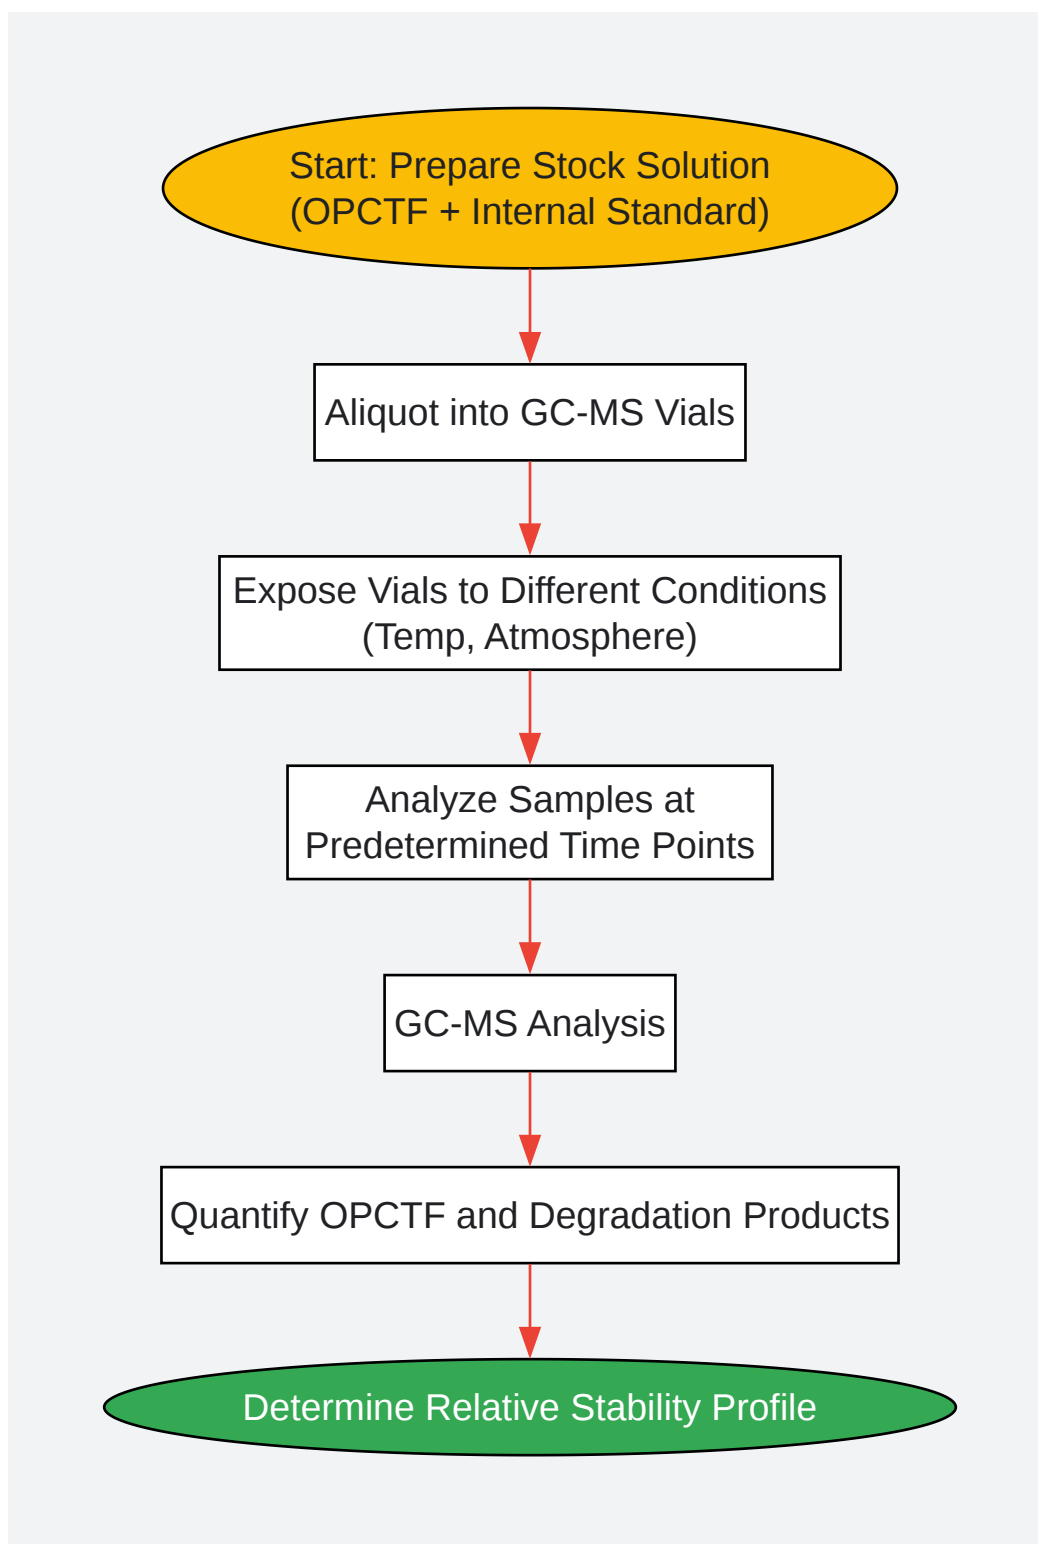 Start: Prepare Stock Solution
(OPCTF + Internal Standard)
Aliquot into GC-MS Vials
Expose Vials to Different Conditions
(Temp, Atmosphere)
Analyze Samples at
Predetermined Time Points
GC-MS Analysis
Quantify OPCTF and Degradation Products
Determine Relative Stability Profile